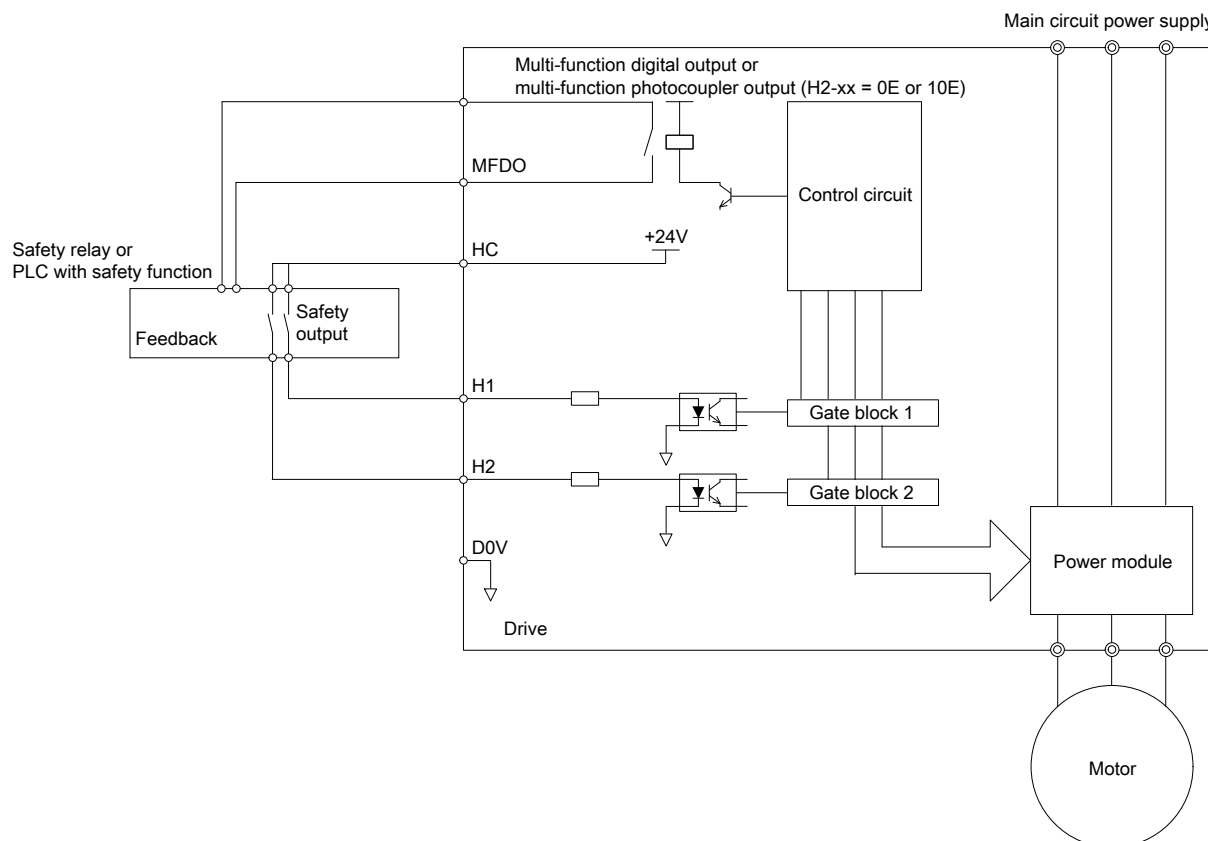 Main circuit power supply
Multi-function digital output or
multi-function photocoupler output (H2-xx = 0E or 10E)
MFDO
Control circuit
+24V
HC
Safety relay or
PLC with safety function
Safety
output
Feedback
H1
Gate block 1
H2
Gate block 2
D0V
Power module
Drive
Motor